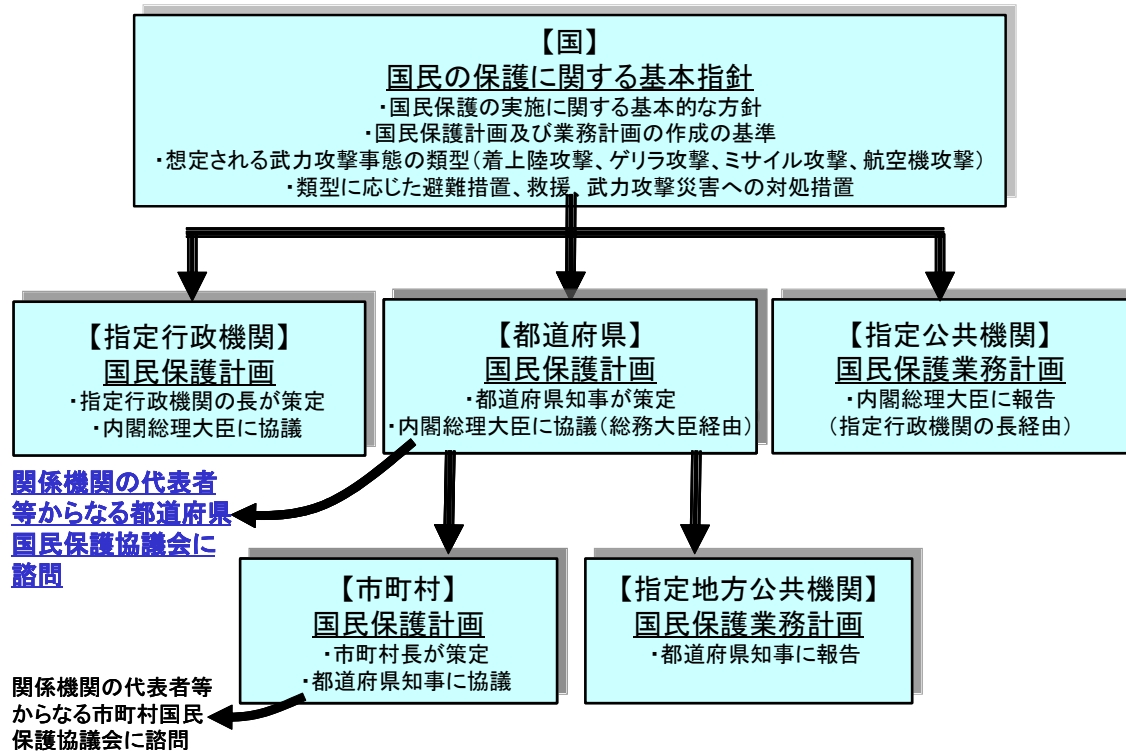 【国】
国民の保護に関する基本指針
・国民保護の実施に関する基本的な方針
・国民保護計画及び業務計画の作成の基準
・想定される武力攻撃事態の類型（着上陸攻撃、ゲリラ攻撃、ミサイル攻撃、航空機攻撃）
・類型に応じた避難措置、救援、武力攻撃災害への対処措置
【指定行政機関】
国民保護計画
・指定行政機関の長が策定
・内閣総理大臣に協議
【都道府県】
国民保護計画
・都道府県知事が策定
・内閣総理大臣に協議（総務大臣経由）
【指定公共機関】
国民保護業務計画
・内閣総理大臣に報告
（指定行政機関の長経由）
関係機関の代表者
等からなる都道府県
国民保護協議会に
諮問
【市町村】
国民保護計画
・市町村長が策定
・都道府県知事に協議
【指定地方公共機関】
国民保護業務計画
・都道府県知事に報告
関係機関の代表者等
からなる市町村国民
保護協議会に諮問